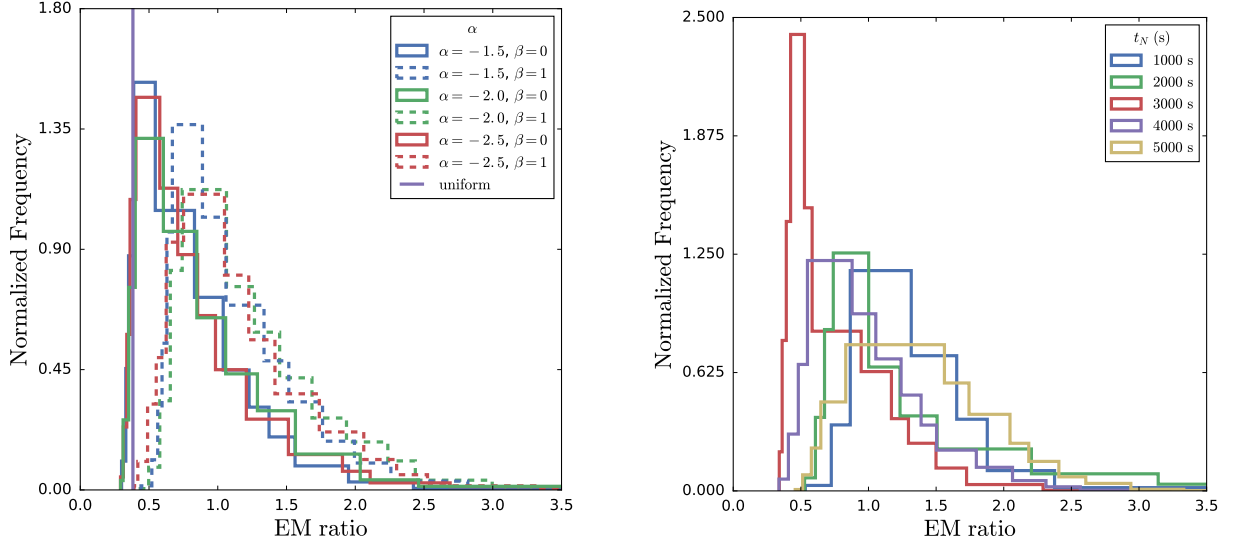 1.80
1.35
0.90
0.45
0.00
0.0 0.5 1.0 1.5 2.0 2.5 3.0 3.5
Normalized Frequency
EM ratio
α
α = −1.5, β = 0
α = −1.5, β = 1
α = −2.0, β = 0
α = −2.0, β = 1
α = −2.5, β = 0
α = −2.5, β = 1
uniform
2.500
1.875
1.250
0.625
0.000
0.0 0.5 1.0 1.5 2.0 2.5 3.0 3.5
Normalized Frequency
EM ratio
t_N (s)
1000 s
2000 s
3000 s
4000 s
5000 s